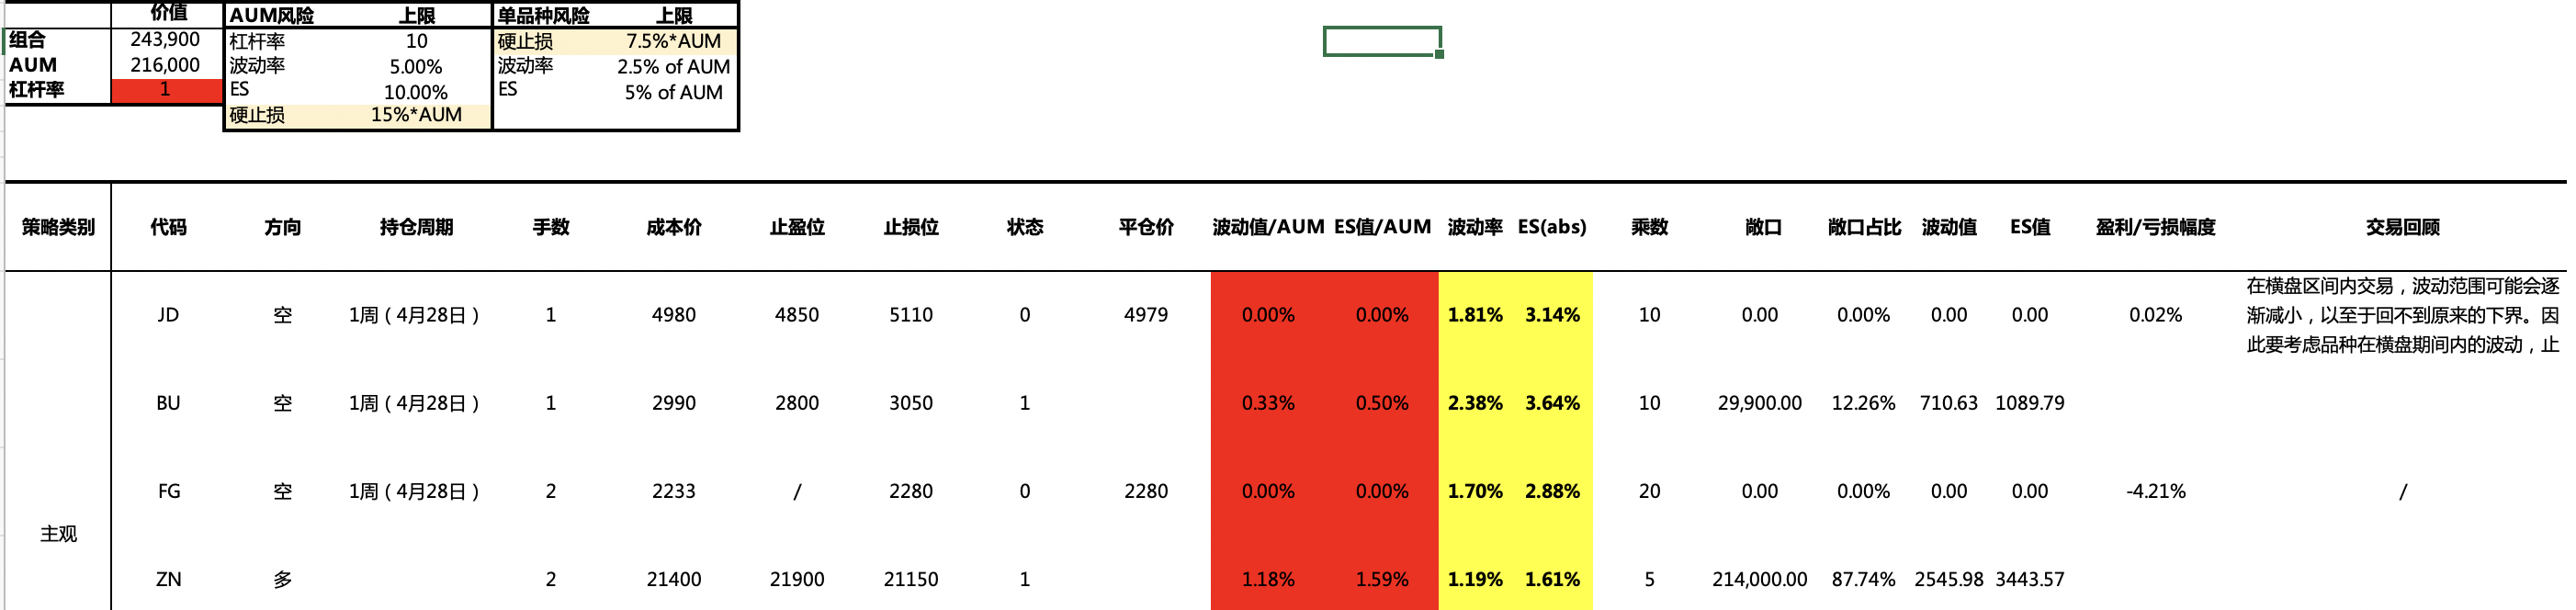 价值 AUM风险 上限 单品种风险 上限
组合 243,900 杠杆率 10 硬止损 7.5%*AUM
AUM 216,000 波动率 5.00% 波动率 2.5% of AUM
杠杆率 1 ES 10.00% ES 5% of AUM
硬止损 15%*AUM
策略类别 代码 方向 持仓周期 手数 成本价 止盈位 止损位 状态 平仓价 波动值/AUM ES值/AUM 波动率 ES(abs) 乘数 敞口 敞口占比 波动值 ES值 盈利/亏损幅度 交易回顾
JD 空 1周（4月28日） 1 4980 4850 5110 0 4979 0.00% 0.00% 1.81% 3.14% 10 0.00 0.00% 0.00 0.00 0.02%
在横盘区间内交易，波动范围可能会逐
渐减小，以至于回不到原来的下界。因
此要考虑品种在横盘期间内的波动，止
BU 空 1周（4月28日） 1 2990 2800 3050 1 0.33% 0.50% 2.38% 3.64% 10 29,900.00 12.26% 710.63 1089.79
FG 空 1周（4月28日） 2 2233 / 2280 0 2280 0.00% 0.00% 1.70% 2.88% 20 0.00 0.00% 0.00 0.00 -4.21% /
主观
ZN 多 2 21400 21900 21150 1 1.18% 1.59% 1.19% 1.61% 5 214,000.00 87.74% 2545.98 3443.57